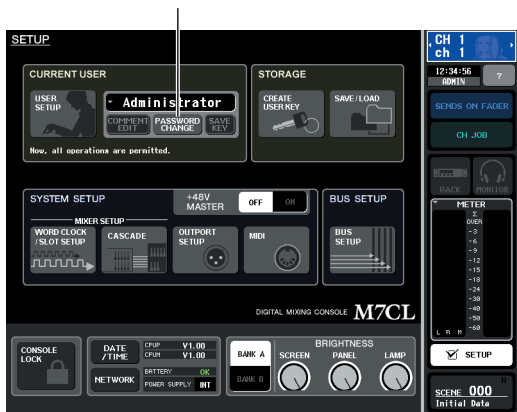 SETUP
CURRENT USER
USER
SETUP
Administrator
COMMENT
EDIT
PASSWORD
CHANGE
SAVE
KEY
Now, all operations are permitted.
STORAGE
CREATE
USER KEY
SAVE/LOAD
SYSTEM SETUP
+48V
MASTER
OFF
ON
MIXER SETUP
WORD CLOCK
/SLOT SETUP
CASCADE
OUTPORT
SETUP
MIDI
BUS SETUP
BUS
SETUP
DIGITAL MIXING CONSOLE M7CL
CONSOLE
LOCK
DATE
/TIME
CPUP V1.00
CPUM V1.00
NETWORK
BATTERY OK
POWER SUPPLY INT
BANK A
BANK B
BRIGHTNESS
SCREEN
PANEL
LAMP
CH 1
ch 1
12:34:56
ADMIN
?
SENDS ON FADER
CH JOB
RACK
MONITOR
METER
Σ
OVER
-3
-6
-9
-12
-15
-18
-24
-30
-40
-50
-60
L R M
SETUP
R
SCENE 000
Initial Data